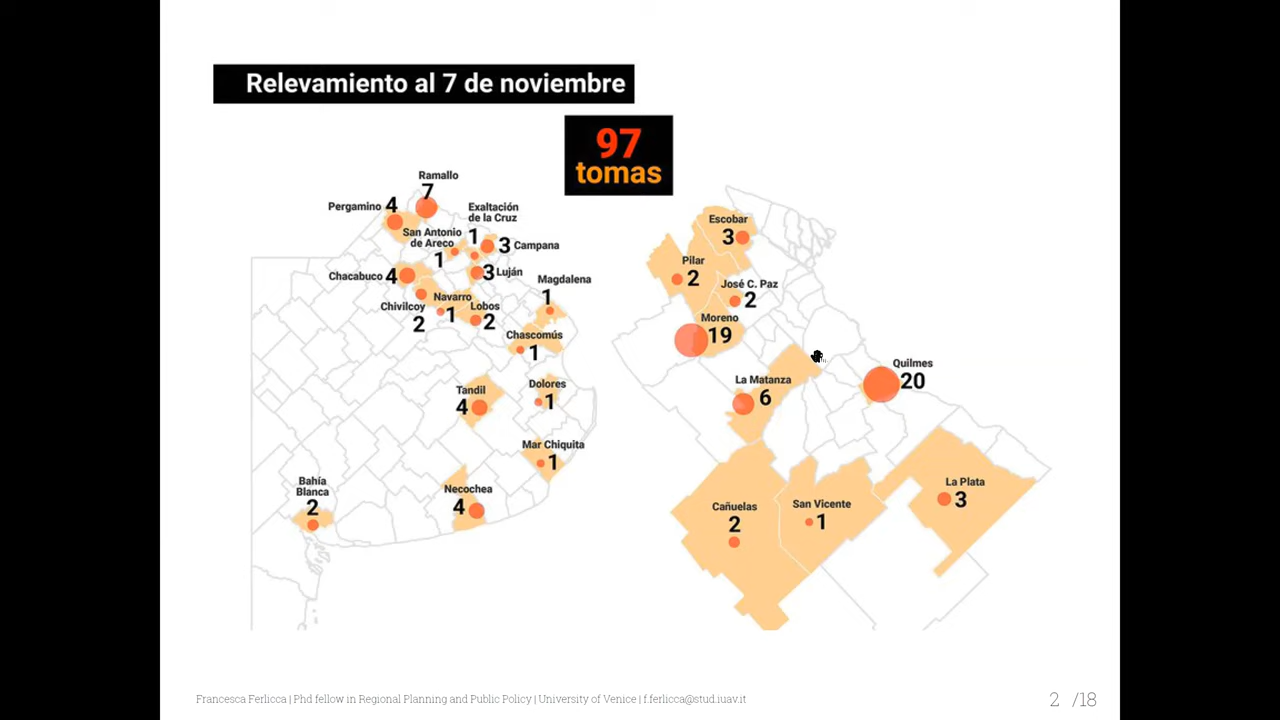 Relevamiento al 7 de noviembre
97
tomas
Ramallo
7
Pergamino 4
Exaltación
de la Cruz
1
San Antonio
de Areco
1
3 Campana
Chacabuco 4
3 Luján
Magdalena
1
Chivilcoy
2
Navarro
1
Lobos
2
Chascomús
1
Tandil
4
Dolores
1
Mar Chiquita
1
Bahía
Blanca
2
Necochea
4
Escobar
3
Pilar
2
José C. Paz
2
Moreno
19
La Matanza
6
Quilmes
20
Cañuelas
2
San Vicente
1
La Plata
3
Francesca Ferlicca | Phd fellow in Regional Planning and Public Policy | University of Venice | f.ferlicca@stud.iuav.it
2 /18